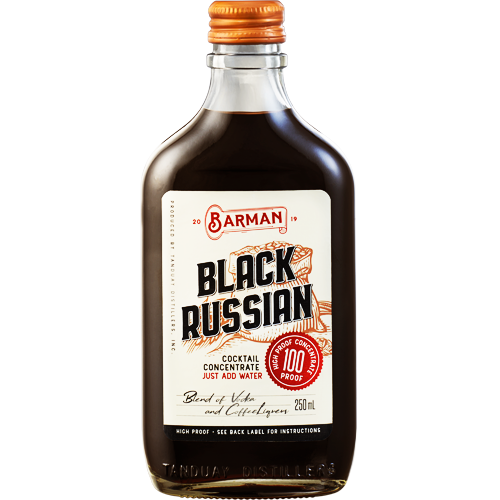 20 BARMAN 19
PRODUCED BY TANDUAY DISTILLERS, INC.
BLACK
RUSSIAN
COCKTAIL
CONCENTRATE
JUST ADD WATER
HIGH PROOF CONCENTRATE
100
PROOF
Blend of Vodka
and Coffee Liqueur
250 mL
HIGH PROOF - SEE BACK LABEL FOR INSTRUCTIONS
TANDUAY DISTILLERS